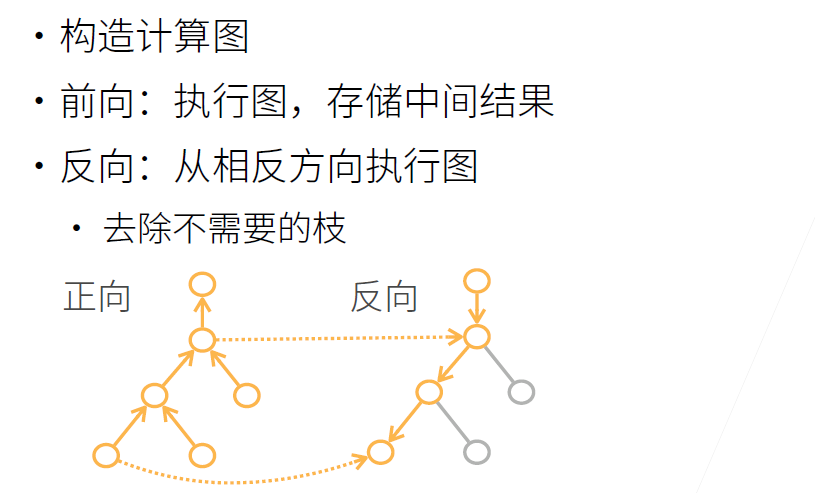 • 构造计算图
• 前向：执行图，存储中间结果
• 反向：从相反方向执行图
• 去除不需要的枝
正向 反向